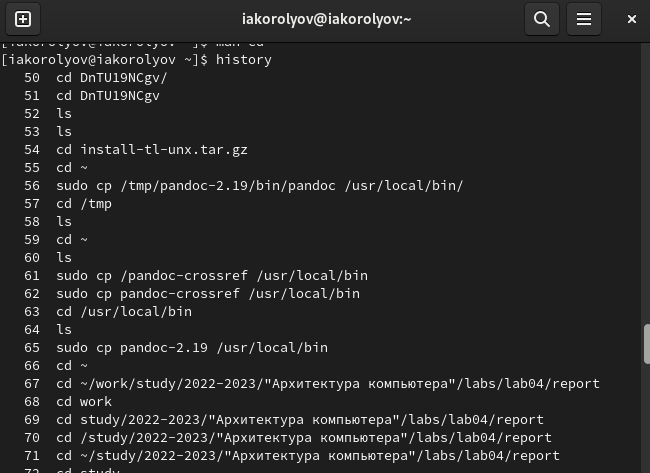 iakorolyov@iakorolyov:~
[iakorolyov@iakorolyov ~]$ man cd
[iakorolyov@iakorolyov ~]$ history
50 cd DnTU19NCgv/
51 cd DnTU19NCgv
52 ls
53 ls
54 cd install-tl-unx.tar.gz
55 cd ~
56 sudo cp /tmp/pandoc-2.19/bin/pandoc /usr/local/bin/
57 cd /tmp
58 ls
59 cd ~
60 ls
61 sudo cp /pandoc-crossref /usr/local/bin
62 sudo cp pandoc-crossref /usr/local/bin
63 cd /usr/local/bin
64 ls
65 sudo cp pandoc-2.19 /usr/local/bin
66 cd ~
67 cd ~/work/study/2022-2023/"Архитектура компьютера"/labs/lab04/report
68 cd work
69 cd study/2022-2023/"Архитектура компьютера"/labs/lab04/report
70 cd /study/2022-2023/"Архитектура компьютера"/labs/lab04/report
71 cd ~/study/2022-2023/"Архитектура компьютера"/labs/lab04/report
72 cd study